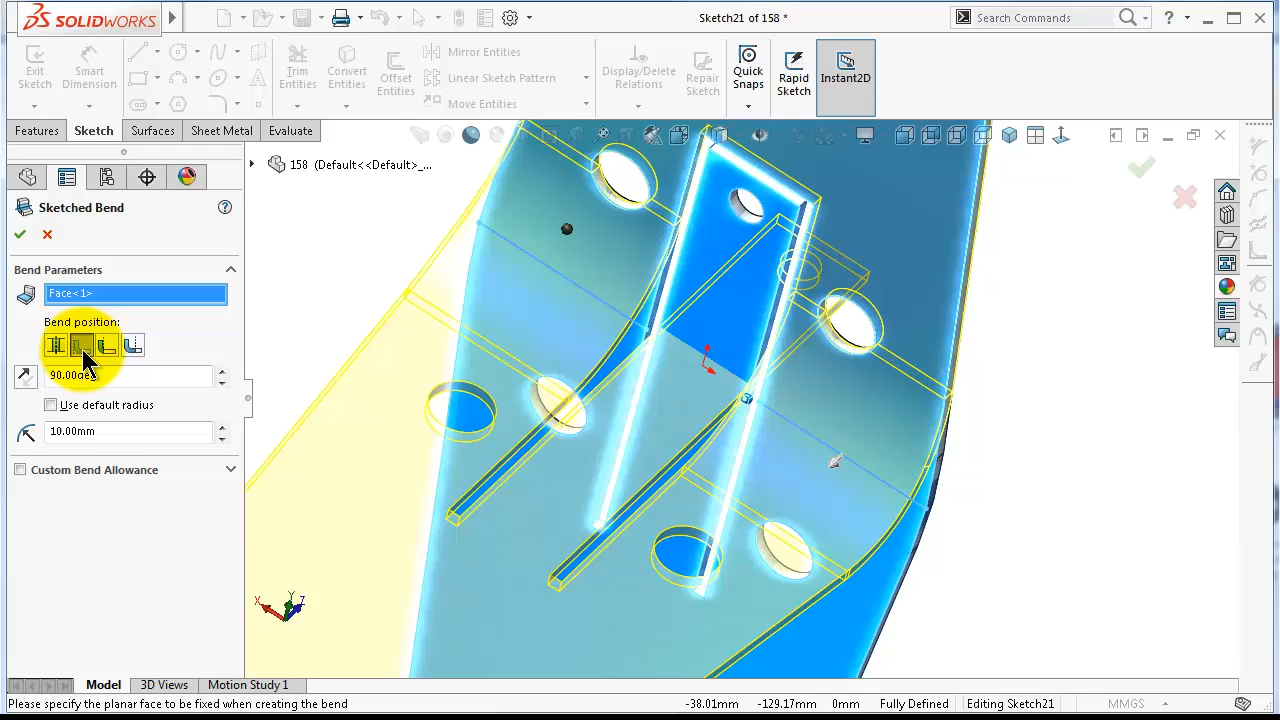 SOLIDWORKS
Sketch21 of 158 *
Search Commands
?
Exit Sketch
Smart Dimension
Trim Entities
Convert Entities
Offset Entities
Mirror Entities
Linear Sketch Pattern
Move Entities
Display/Delete Relations
Repair Sketch
Quick Snaps
Rapid Sketch
Instant2D
Features
Sketch
Surfaces
Sheet Metal
Evaluate
158 (Default<<Default>_...
Sketched Bend
?
Bend Parameters
Face<1>
Bend position:
90.00de
Use default radius
10.00mm
Custom Bend Allowance
X
Y
Z
Model
3D Views
Motion Study 1
Please specify the planar face to be fixed when creating the bend
-38.01mm
-129.17mm
0mm
Fully Defined
Editing Sketch21
MMGS